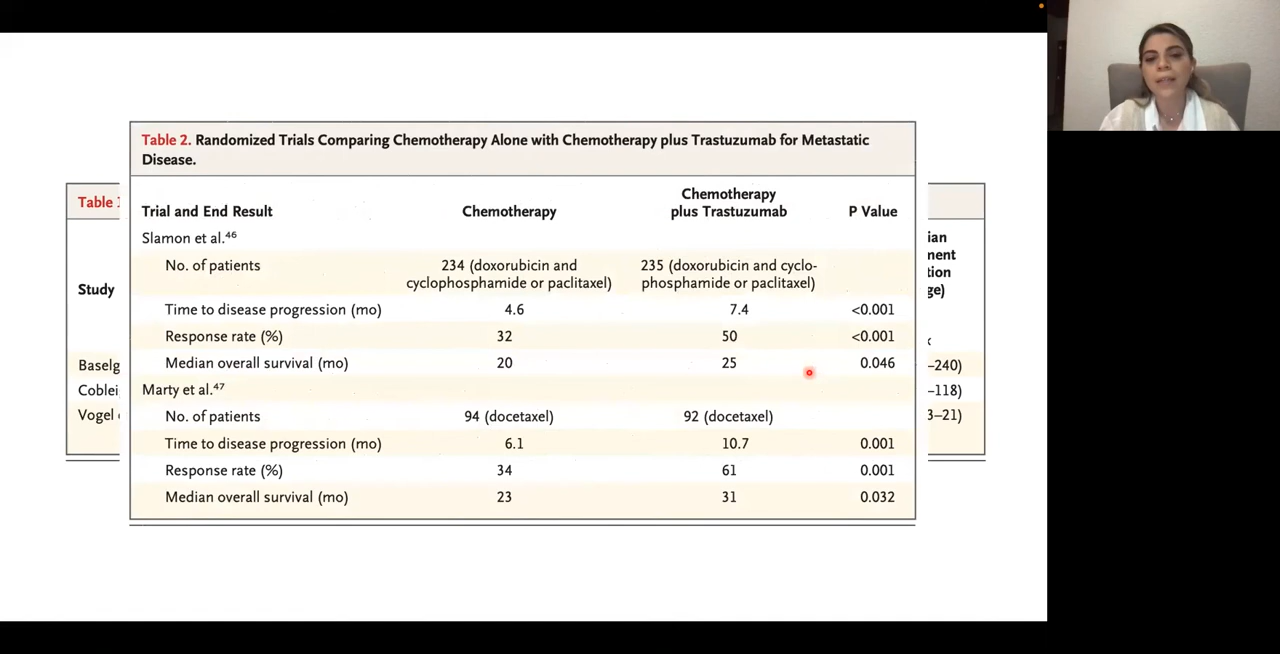 Table 2. Randomized Trials Comparing Chemotherapy Alone with Chemotherapy plus Trastuzumab for Metastatic
Disease.
Trial and End Result Chemotherapy Chemotherapy plus Trastuzumab P Value
Slamon et al.46
No. of patients 234 (doxorubicin and cyclophosphamide or paclitaxel) 235 (doxorubicin and cyclo-phosphamide or paclitaxel)
Time to disease progression (mo) 4.6 7.4 <0.001
Response rate (%) 32 50 <0.001
Median overall survival (mo) 20 25 0.046
Marty et al.47
No. of patients 94 (docetaxel) 92 (docetaxel)
Time to disease progression (mo) 6.1 10.7 0.001
Response rate (%) 34 61 0.001
Median overall survival (mo) 23 31 0.032
Table
Study
Baselg
Coblei
Vogel
ian
nent
tion
ge)
–240)
–118)
3–21)